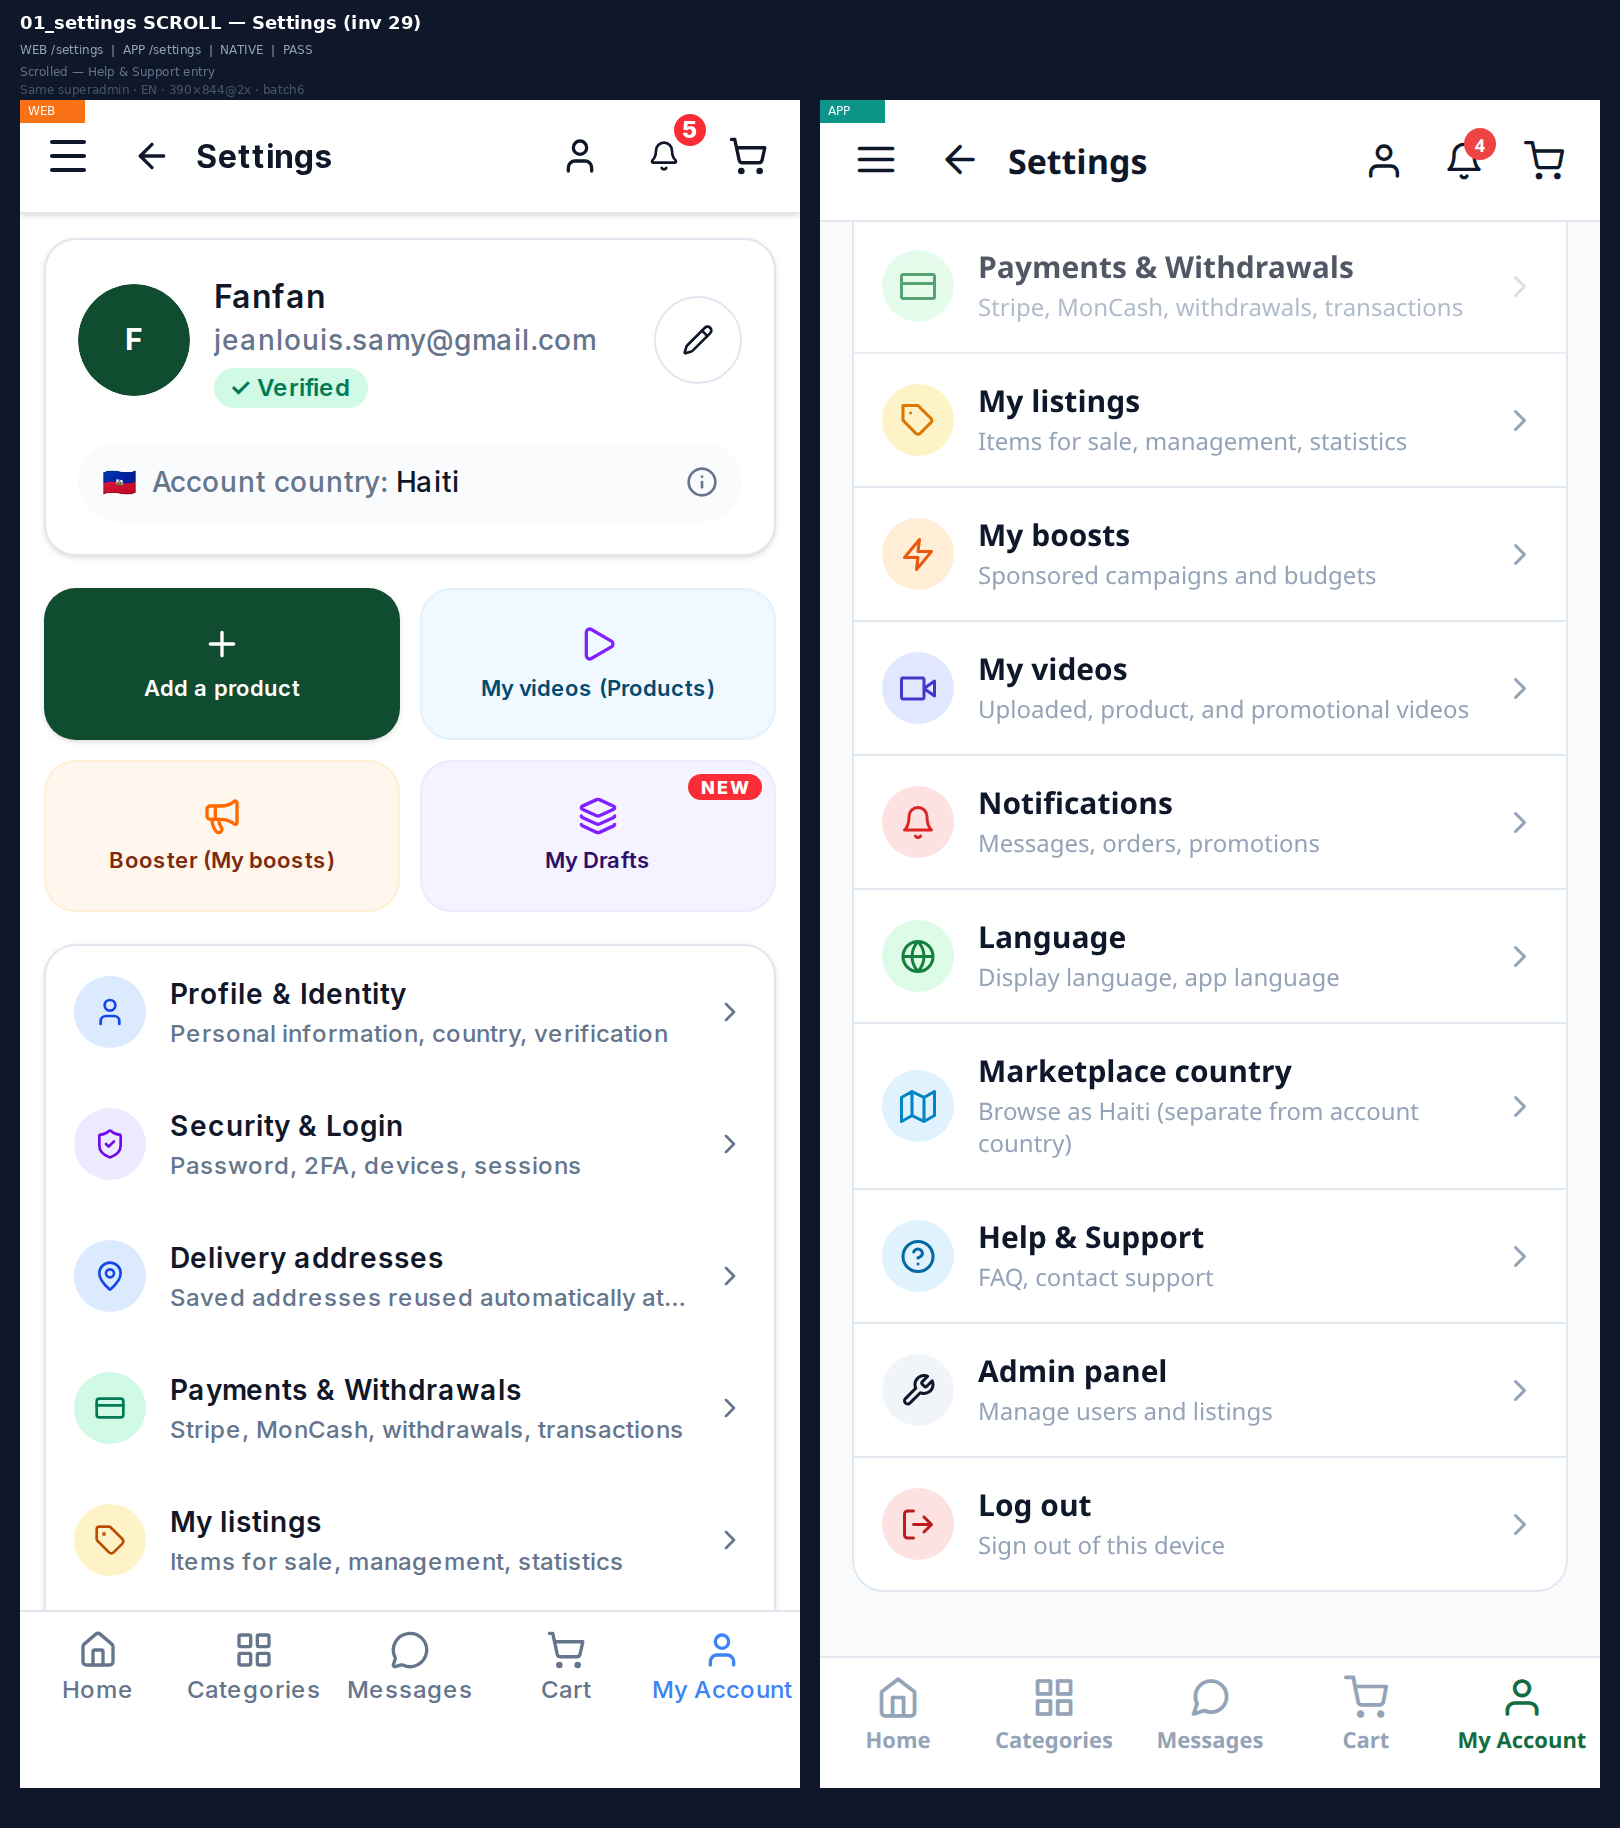 01_settings SCROLL — Settings (inv 29)
WEB /settings | APP /settings | NATIVE | PASS
Scrolled — Help & Support entry
Same superadmin · EN · 390×844@2x · batch6
WEB
Settings
5
Fanfan
F
jeanlouis.samy@gmail.com
✓ Verified
Account country: Haiti
Add a product
My videos (Products)
NEW
Booster (My boosts)
My Drafts
Profile & Identity
Personal information, country, verification
Security & Login
Password, 2FA, devices, sessions
Delivery addresses
Saved addresses reused automatically at...
Payments & Withdrawals
Stripe, MonCash, withdrawals, transactions
My listings
Items for sale, management, statistics
Home
Categories
Messages
Cart
My Account
APP
Settings
4
Payments & Withdrawals
Stripe, MonCash, withdrawals, transactions
My listings
Items for sale, management, statistics
My boosts
Sponsored campaigns and budgets
My videos
Uploaded, product, and promotional videos
Notifications
Messages, orders, promotions
Language
Display language, app language
Marketplace country
Browse as Haiti (separate from account
country)
Help & Support
FAQ, contact support
Admin panel
Manage users and listings
Log out
Sign out of this device
Home
Categories
Messages
Cart
My Account